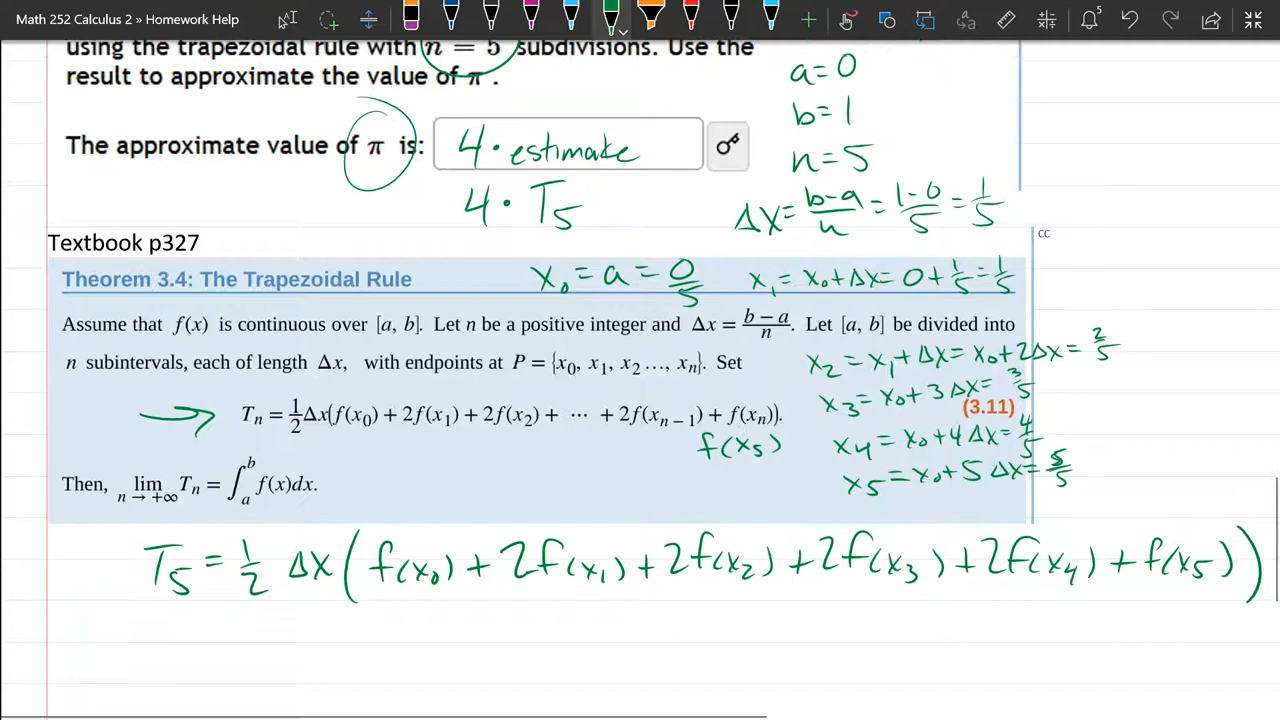 Math 252 Calculus 2 » Homework Help
using the trapezoidal rule with n = 5 subdivisions. Use the
result to approximate the value of π .
a=0
b=1
n=5
The approximate value of π is: 4 · estimate
4 · T₅
Δx = (b-a)/n = (1-0)/5 = 1/5
Textbook p327
CC
Theorem 3.4: The Trapezoidal Rule
x₀ = a = 0/5
x₁ = x₀+Δx = 0 + 1/5 = 1/5
Assume that f(x) is continuous over [a, b]. Let n be a positive integer and Δx = (b − a)/n. Let [a, b] be divided into
n subintervals, each of length Δx, with endpoints at P = {x₀, x₁, x₂ …, xₙ}. Set
x₂ = x₁ + Δx = x₀ + 2Δx = 2/5
x₃ = x₀ + 3Δx = 3/5
Tₙ = ½Δx(f(x₀) + 2f(x₁) + 2f(x₂) + ⋯ + 2f(xₙ₋₁) + f(xₙ)).
(3.11)
f(x₅)
x₄ = x₀ + 4Δx = 4/5
x₅ = x₀ + 5Δx = 5/5
Then, lim n → +∞ Tₙ = ∫ₐᵇ f(x)dx.
T₅ = ½ Δx (f(x₀) + 2f(x₁) + 2f(x₂) + 2f(x₃) + 2f(x₄) + f(x₅))